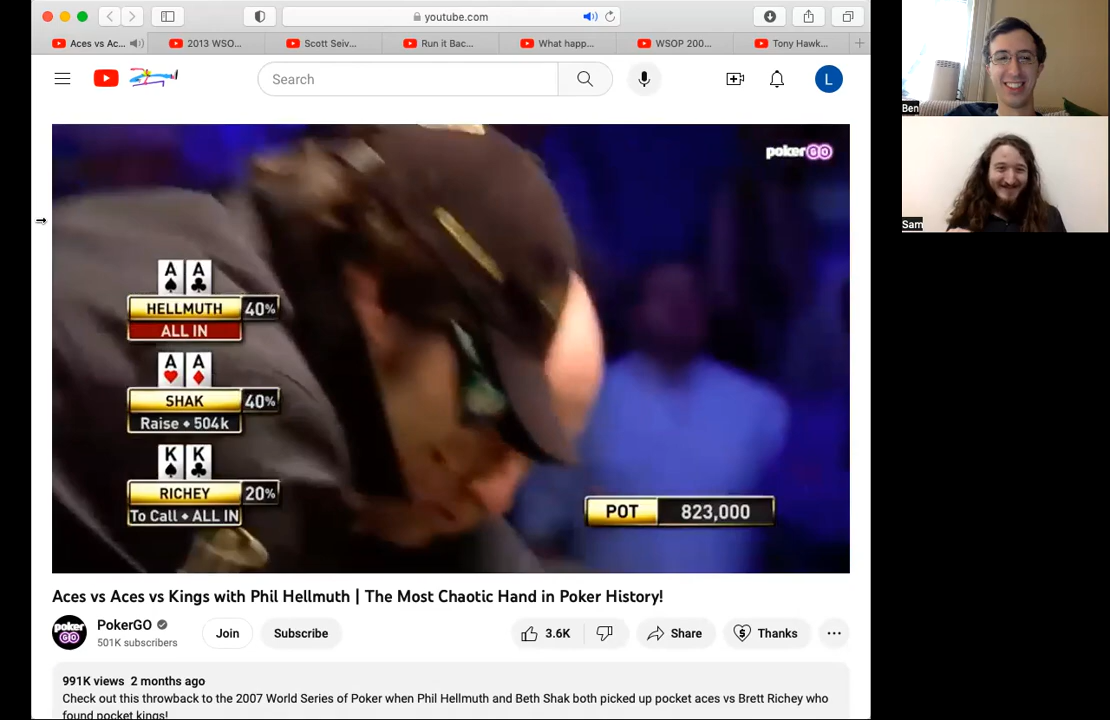 youtube.com
Aces vs Ac...
2013 WSO...
Scott Seiv...
Run it Bac...
What happ...
WSOP 200...
Tony Hawk...
Search
L
Ben
Sam
pokerGO
A A
HELLMUTH 40%
ALL IN
A A
SHAK 40%
Raise ♦ 504k
K K
RICHEY 20%
To Call ♦ ALL IN
POT 823,000
Aces vs Aces vs Kings with Phil Hellmuth | The Most Chaotic Hand in Poker History!
poker GO
PokerGO
501K subscribers
Join
Subscribe
3.6K
Share
Thanks
991K views 2 months ago
Check out this throwback to the 2007 World Series of Poker when Phil Hellmuth and Beth Shak both picked up pocket aces vs Brett Richey who
found pocket kings!